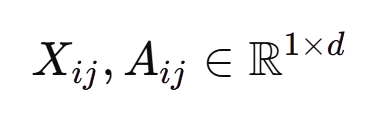 $X_{ij}, A_{ij} \in \mathbb{R}^{1 \times d}$